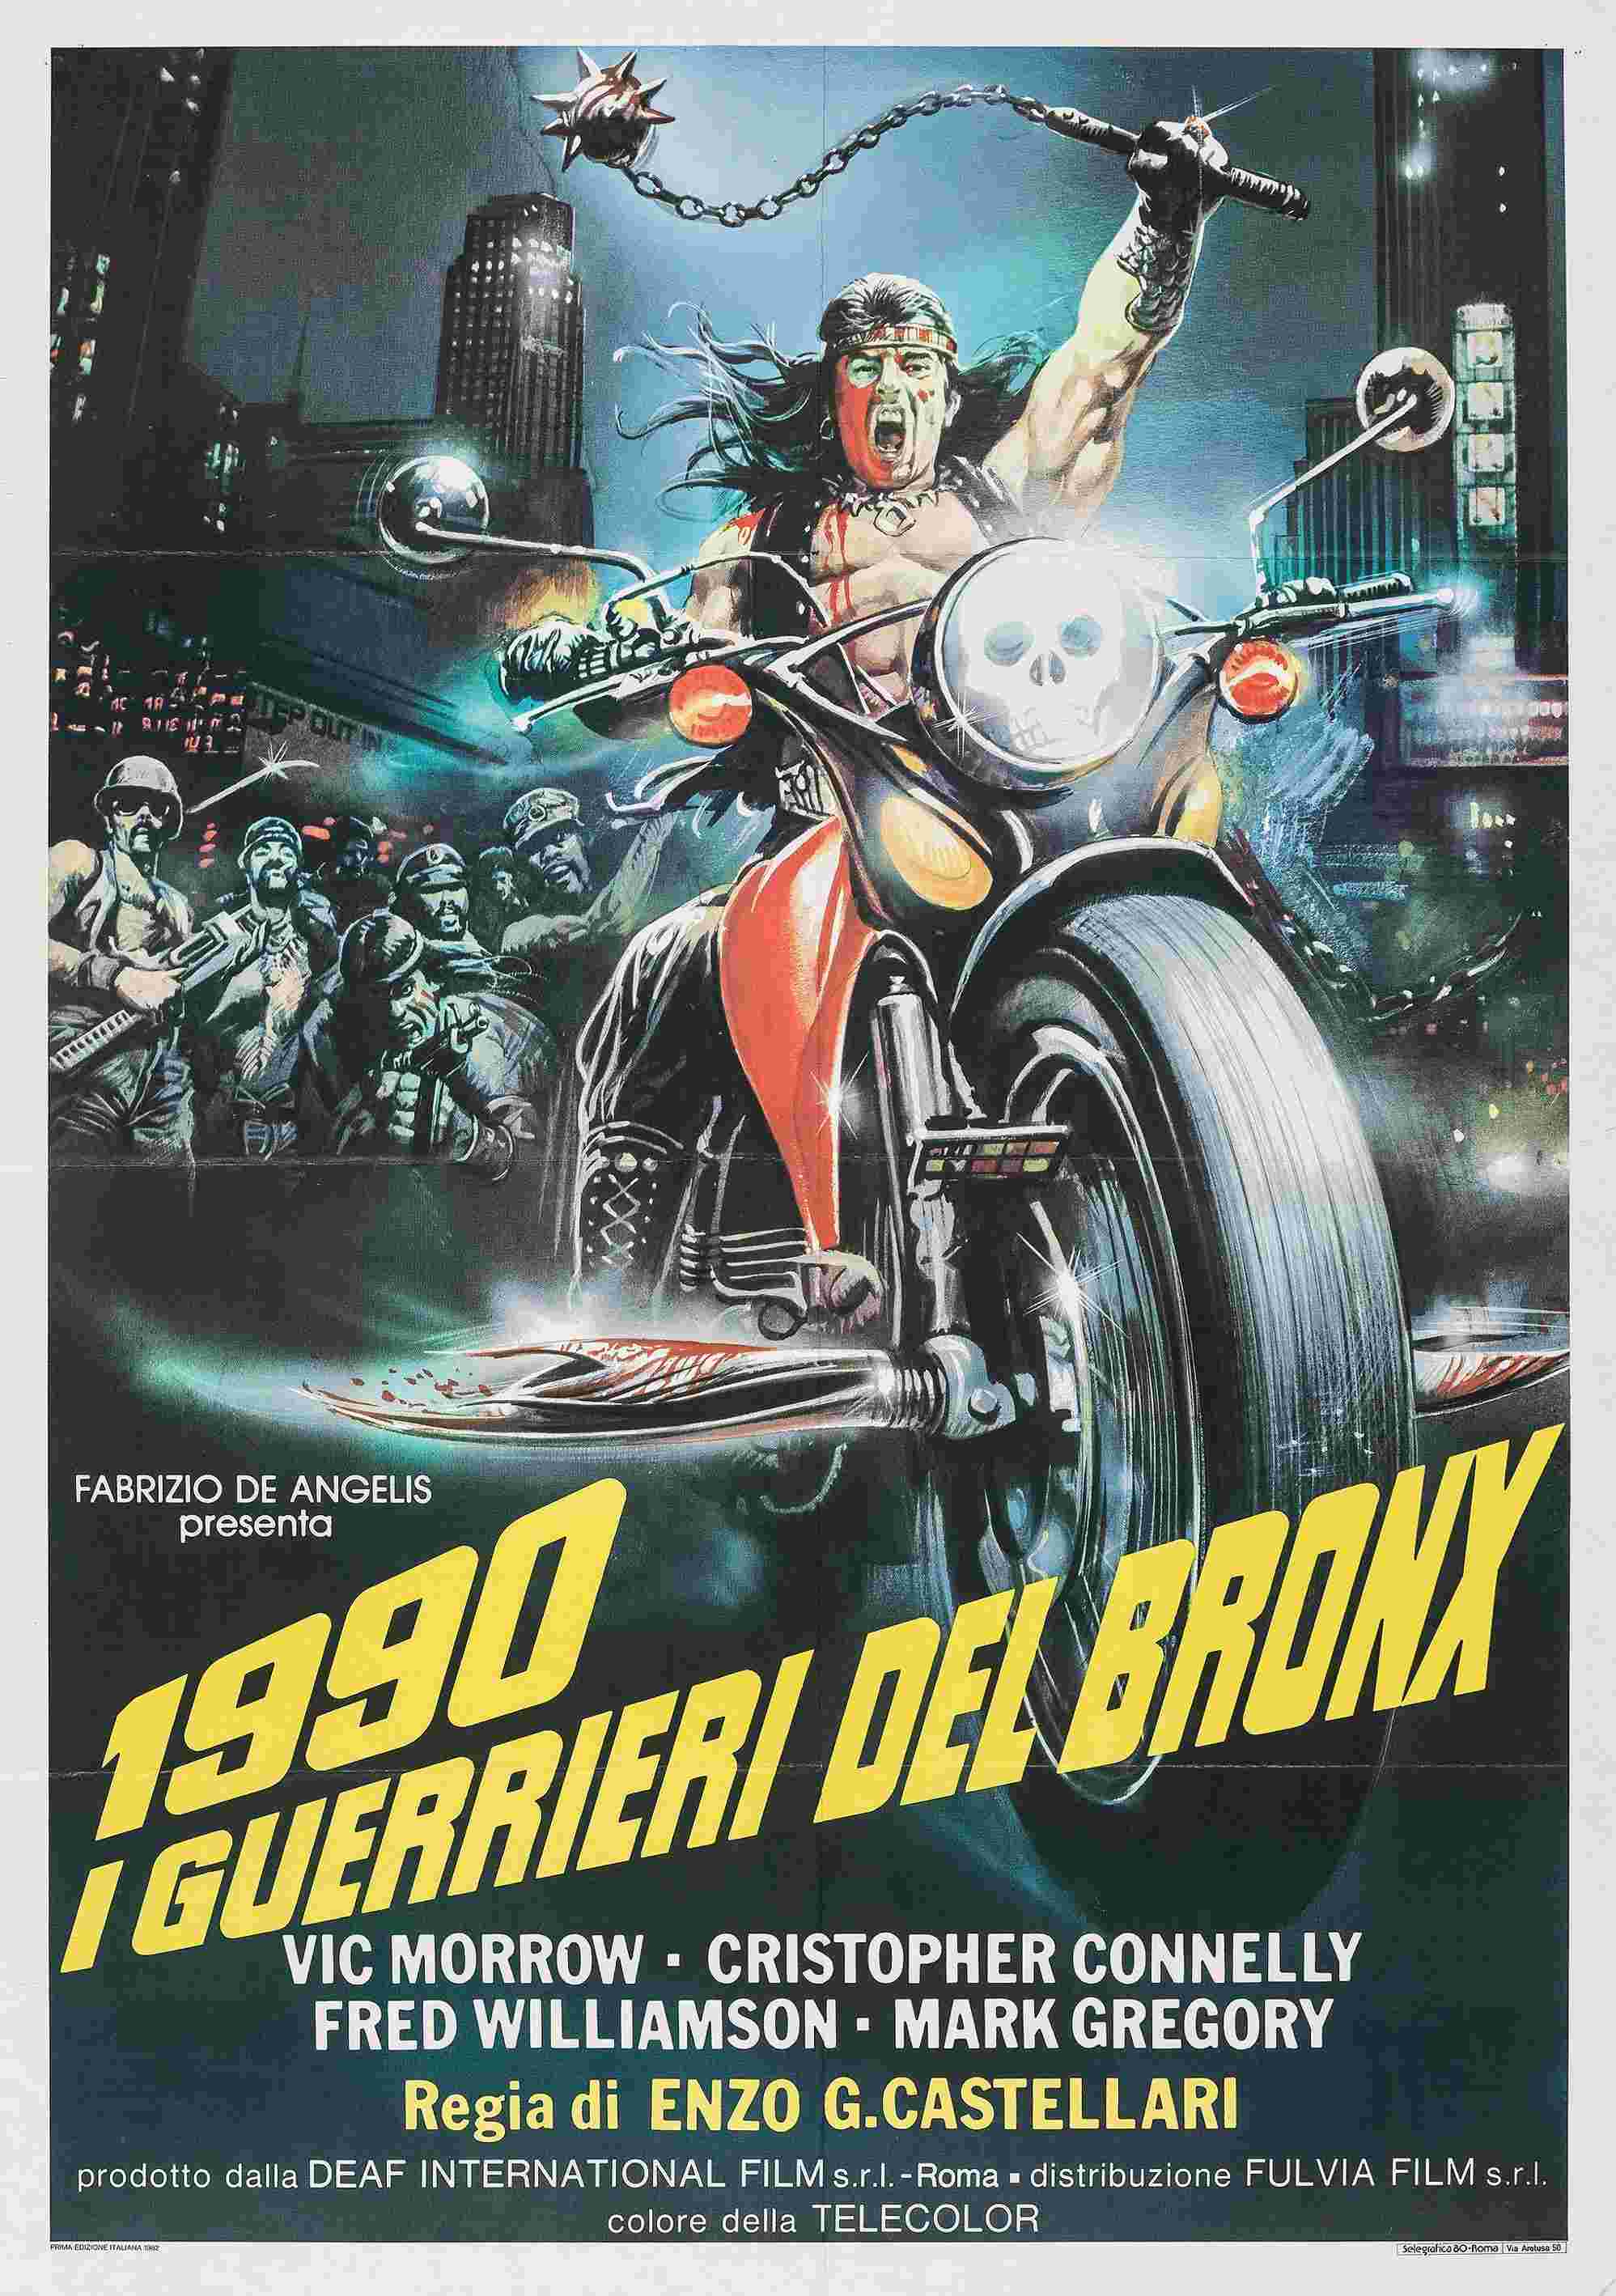 TEP OUT IN
FABRIZIO DE ANGELIS
presenta
1990
I GUERRIERI DEL BRONX
VIC MORROW ▪ CRISTOPHER CONNELLY
FRED WILLIAMSON ▪ MARK GREGORY
Regia di ENZO G.CASTELLARI
prodotto dalla DEAF INTERNATIONAL FILM s.r.l.-Roma ▪ distribuzione FULVIA FILM s.r.l.
colore della TELECOLOR
PRIMA EDIZIONE ITALIANA 1982
Selegrafica 80-Roma | Via Aretusa 50